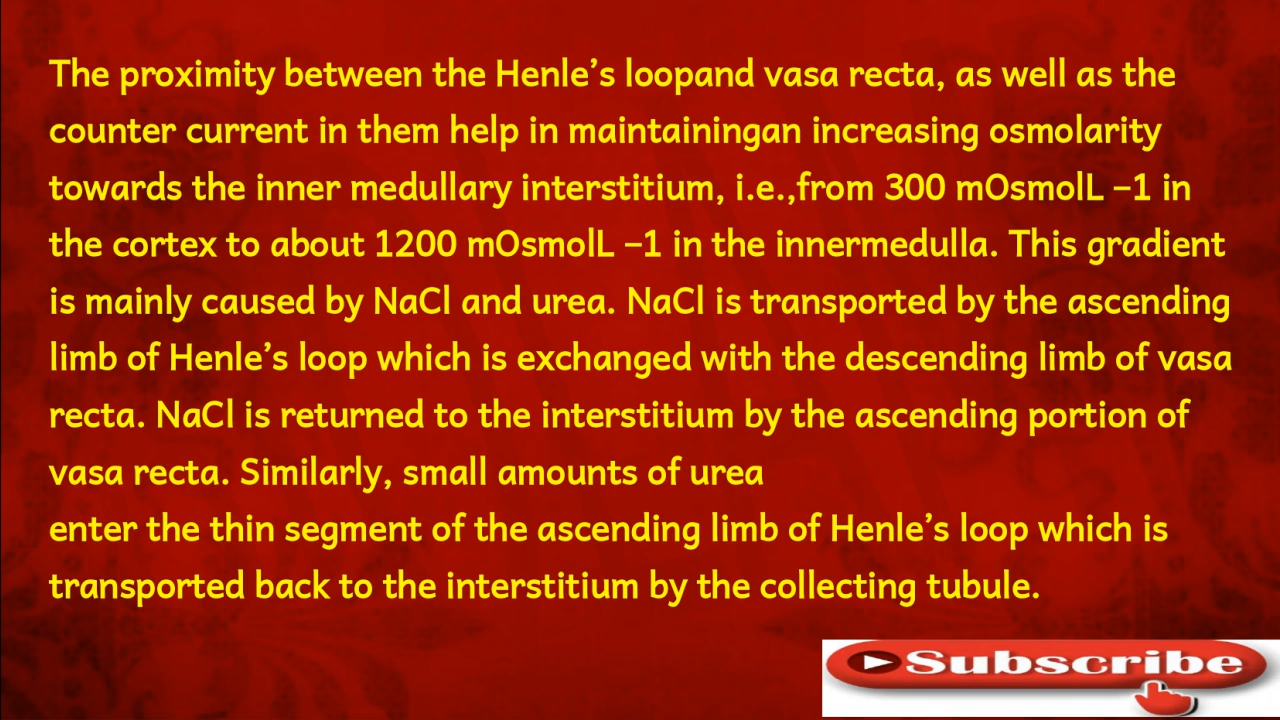 The proximity between the Henle’s loopand vasa recta, as well as the
counter current in them help in maintainingan increasing osmolarity
towards the inner medullary interstitium, i.e.,from 300 mOsmolL –1 in
the cortex to about 1200 mOsmolL –1 in the innermedulla. This gradient
is mainly caused by NaCl and urea. NaCl is transported by the ascending
limb of Henle’s loop which is exchanged with the descending limb of vasa
recta. NaCl is returned to the interstitium by the ascending portion of
vasa recta. Similarly, small amounts of urea
enter the thin segment of the ascending limb of Henle’s loop which is
transported back to the interstitium by the collecting tubule.
Subscribe